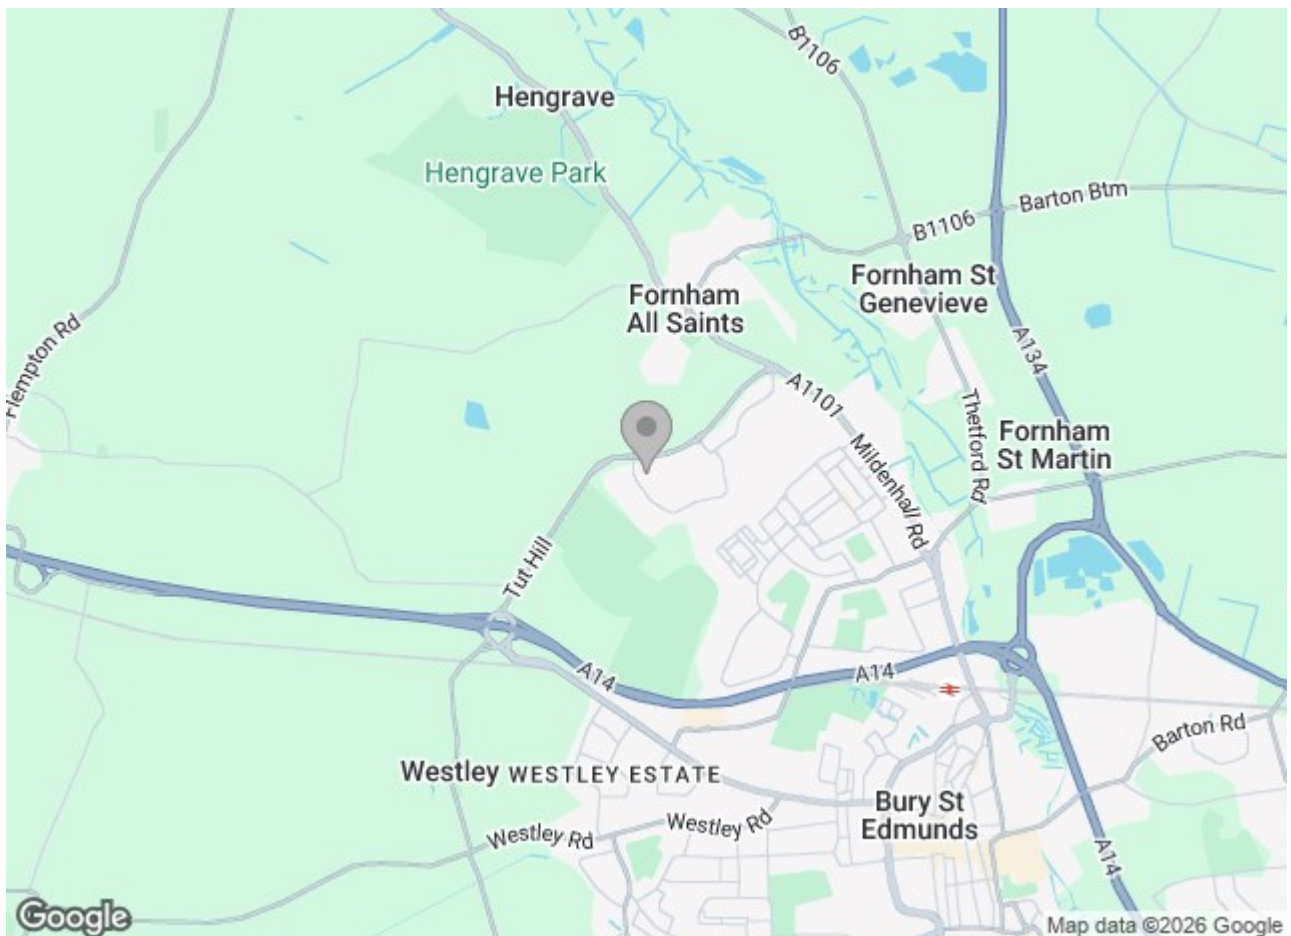 B1106
Hengrave
Hengrave Park
Barton Btm
B1106
Fornham St
Genevieve
Fornham
All Saints
Flempton Rd
A134
A1101
Thetford Rd
Fornham
St Martin
Mildenhall Rd
Tut Hill
A14
A14
Barton Rd
Westley
WESTLEY ESTATE
Bury St
Edmunds
Westley Rd
Westley Rd
A14
Google
Map data ©2026 Google